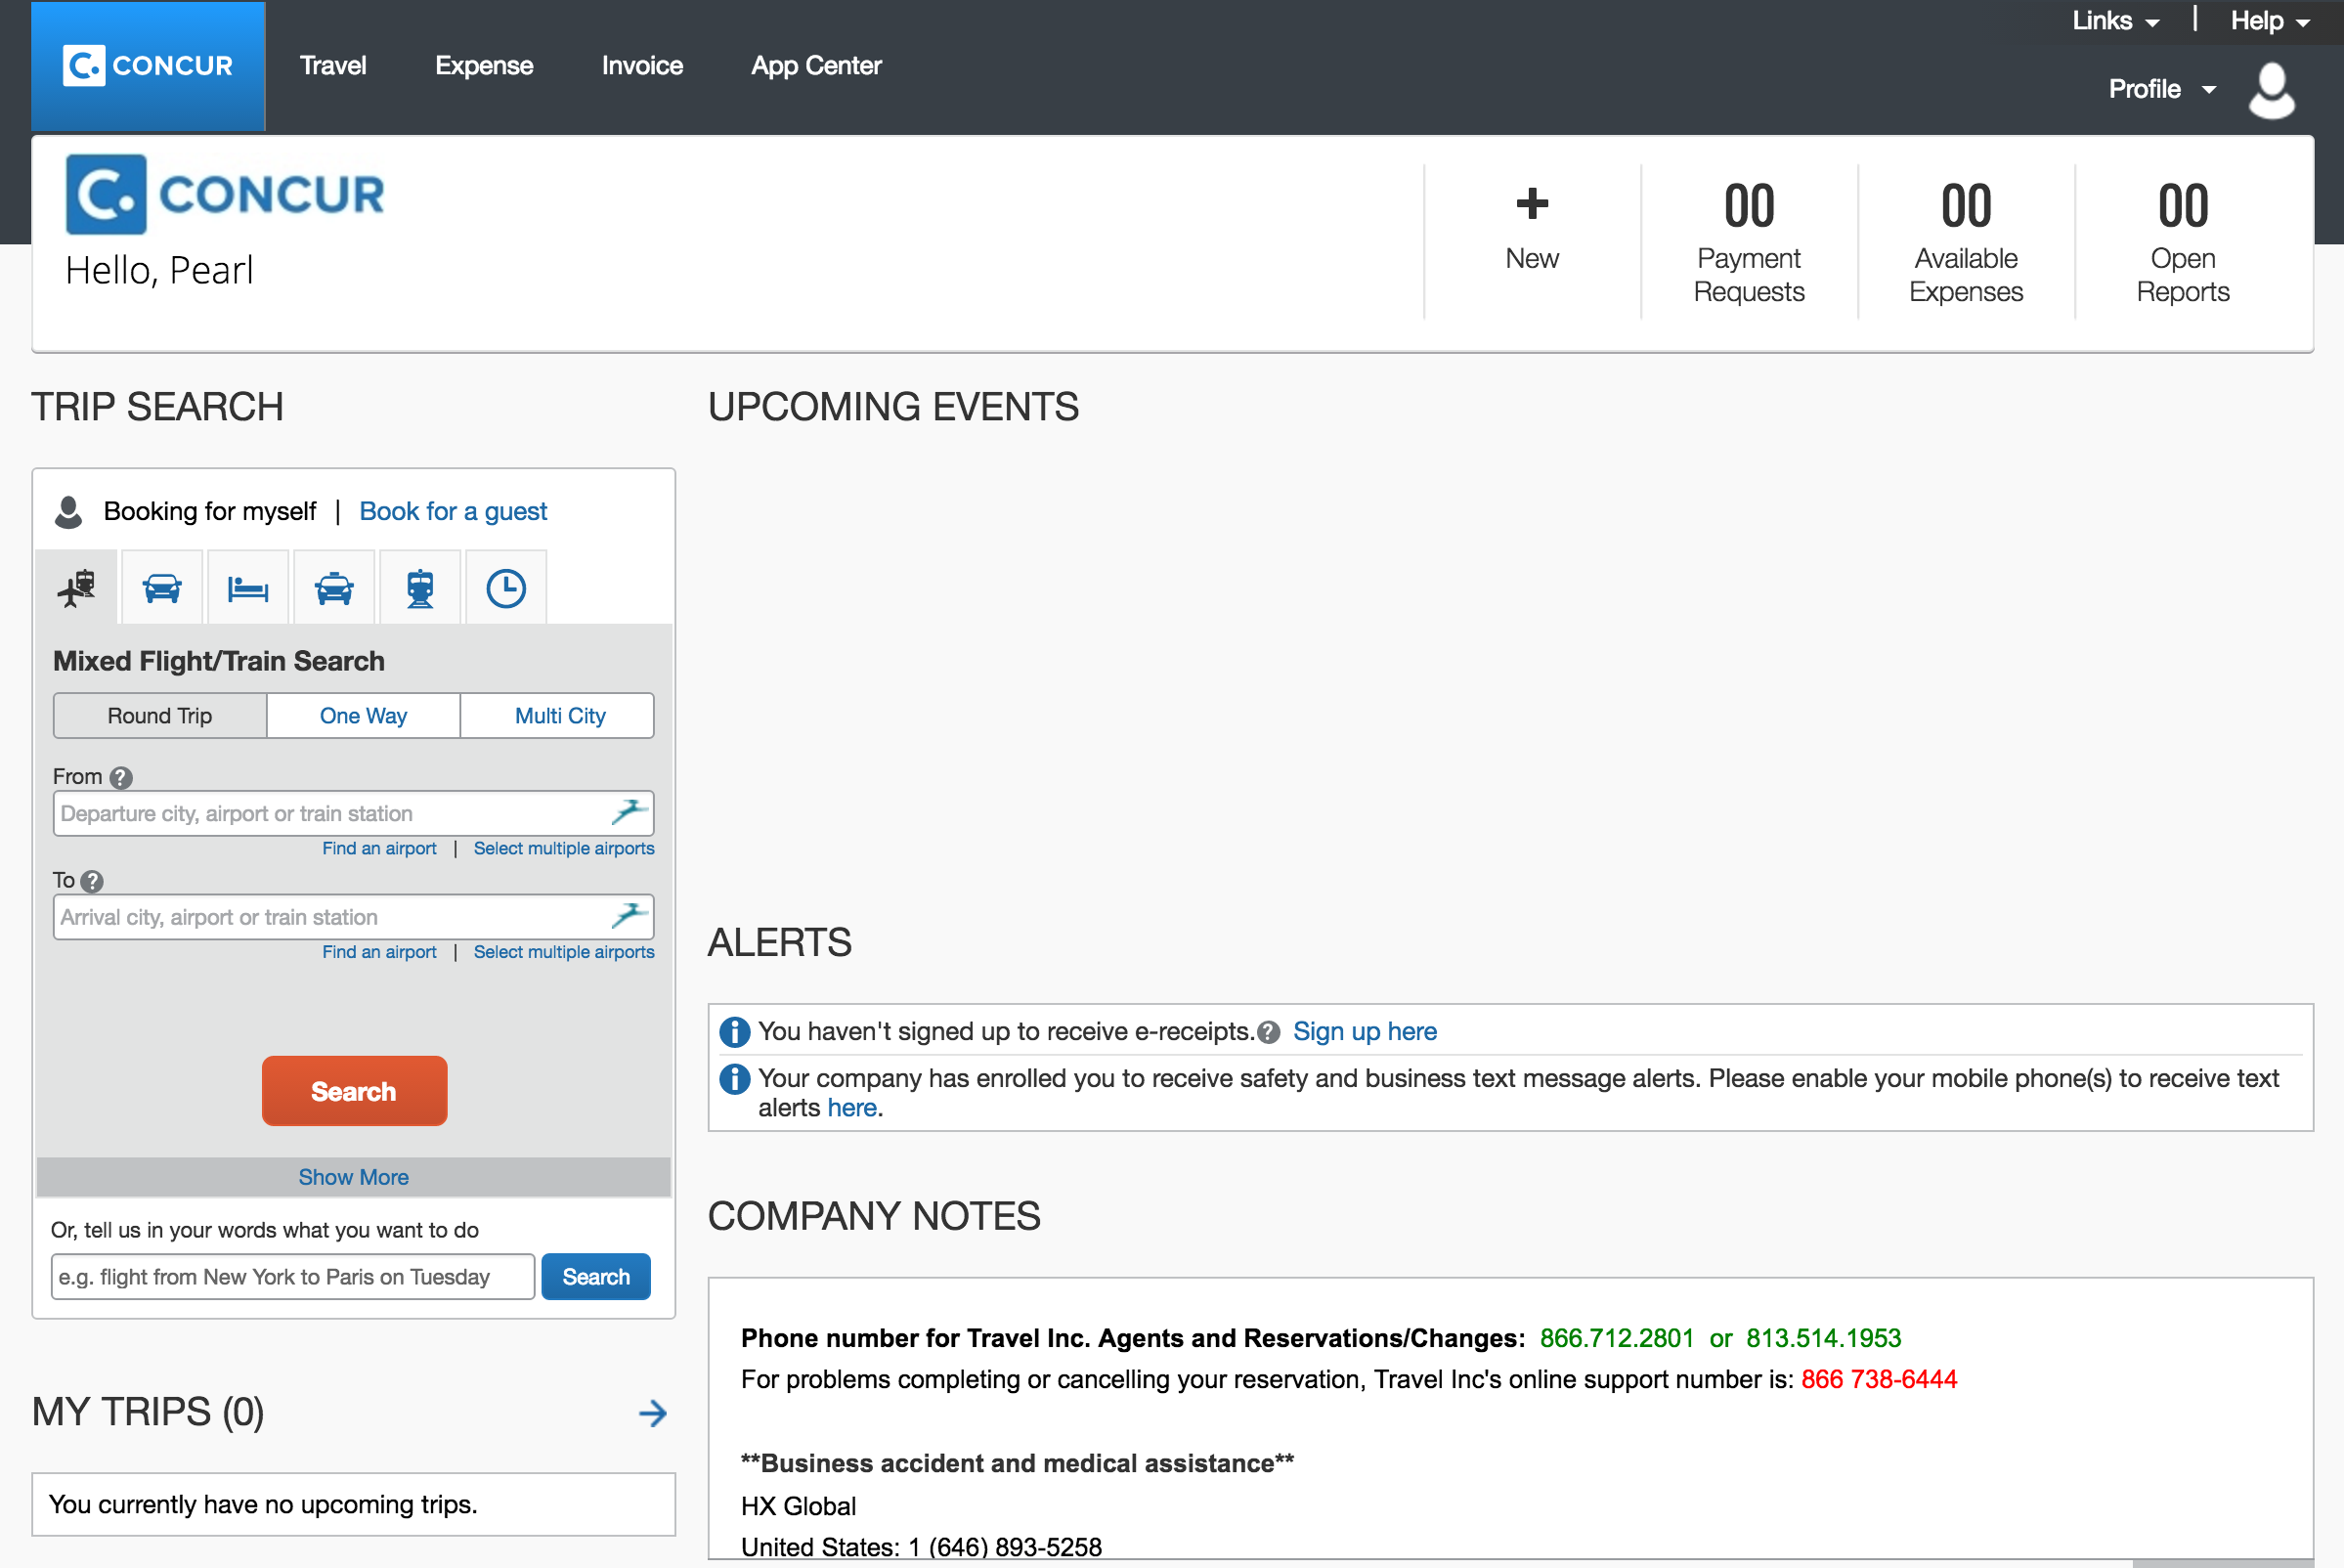 Links | Help
C. CONCUR Travel Expense Invoice App Center
Profile
C. CONCUR
Hello, Pearl
+ 00 00 00
New Payment Available Open
Requests Expenses Reports
TRIP SEARCH
Booking for myself | Book for a guest
Mixed Flight/Train Search
Round Trip One Way Multi City
From ?
Departure city, airport or train station
Find an airport | Select multiple airports
To ?
Arrival city, airport or train station
Find an airport | Select multiple airports
Search
Show More
Or, tell us in your words what you want to do
e.g. flight from New York to Paris on Tuesday Search
MY TRIPS (0)
You currently have no upcoming trips.
UPCOMING EVENTS
ALERTS
You haven't signed up to receive e-receipts. ? Sign up here
Your company has enrolled you to receive safety and business text message alerts. Please enable your mobile phone(s) to receive text
alerts here.
COMPANY NOTES
Phone number for Travel Inc. Agents and Reservations/Changes: 866.712.2801 or 813.514.1953
For problems completing or cancelling your reservation, Travel Inc's online support number is: 866 738-6444
**Business accident and medical assistance**
HX Global
United States: 1 (646) 893-5258